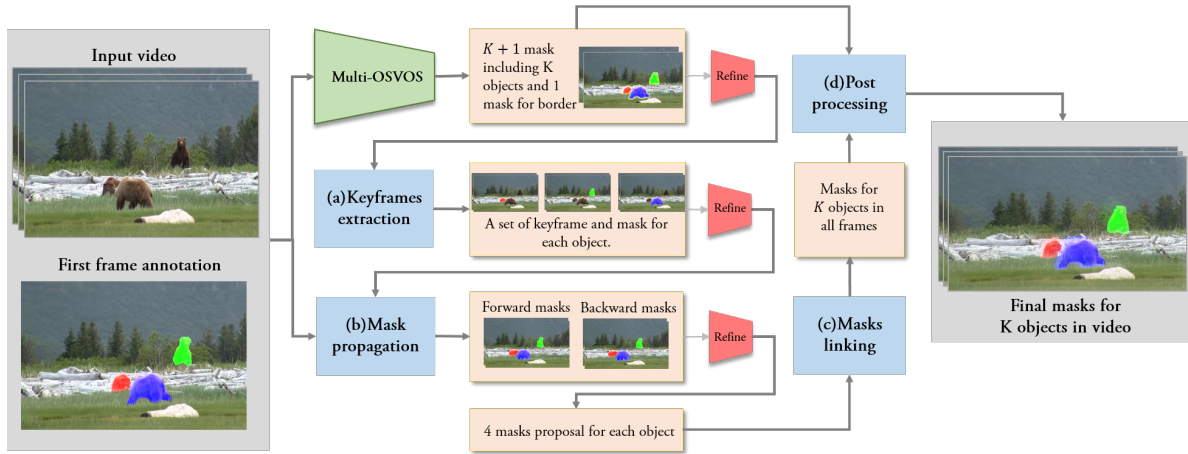 Input video
First frame annotation
Multi-OSVOS
K + 1 mask
including K
objects and 1
mask for border
Refine
(a)Keyframes
extraction
A set of keyframe and mask for
each object.
Refine
(b)Mask
propagation
Forward masks
Backward masks
Refine
4 masks proposal for each object
(c)Masks
linking
Masks for
K objects in
all frames
(d)Post
processing
Final masks for
K objects in video